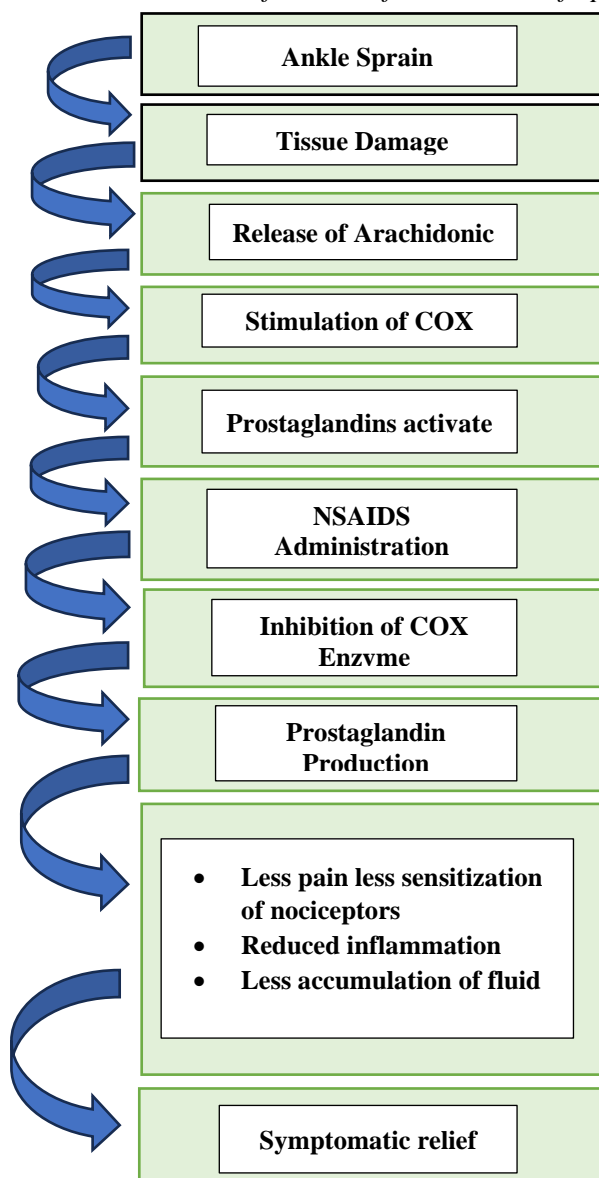 Ankle Sprain
Tissue Damage
Release of Arachidonic
Stimulation of COX
Prostaglandins activate
NSAIDS
Administration
Inhibition of COX
Enzyme
Prostaglandin
Production
• Less pain less sensitization
of nociceptors
• Reduced inflammation
• Less accumulation of fluid
Symptomatic relief